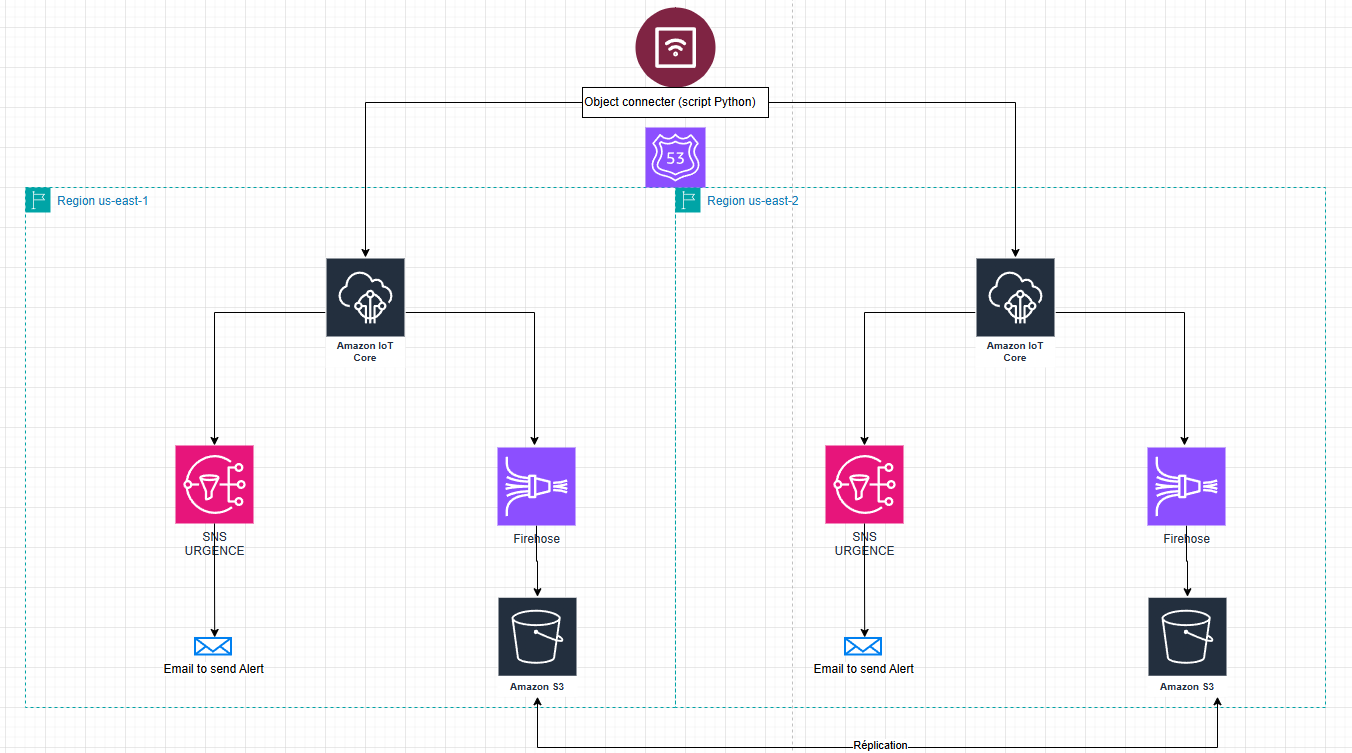 Object connecter (script Python)
53
Region us-east-1
Region us-east-2
Amazon IoT
Core
Amazon IoT
Core
SNS
URGENCE
Firehose
SNS
URGENCE
Firehose
Email to send Alert
Amazon S3
Email to send Alert
Amazon S3
Réplication